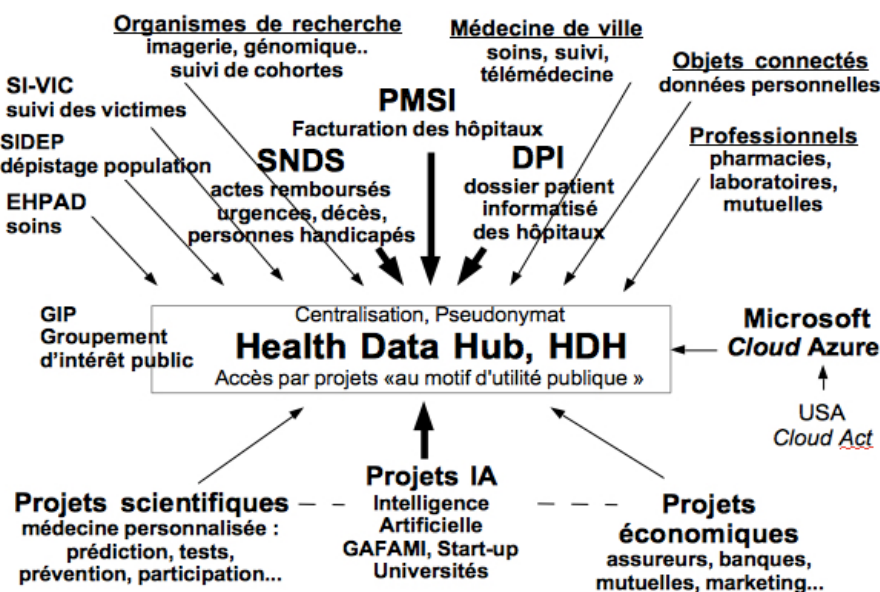 Organismes de recherche
imagerie, génomique..
suivi de cohortes
Médecine de ville
soins, suivi,
télémédecine
Objets connectés
données personnelles
SI-VIC
suivi des victimes
PMSI
Facturation des hôpitaux
Professionnels
pharmacies,
laboratoires,
mutuelles
SIDEP
dépistage population
SNDS
actes remboursés
urgences, décès,
personnes handicapés
DPI
dossier patient
informatisé
des hôpitaux
EHPAD
soins
GIP
Groupement
d'intérêt public
Centralisation, Pseudonymat
Health Data Hub, HDH
Accès par projets «au motif d'utilité publique »
Microsoft
Cloud Azure
USA
Cloud Act
Projets scientifiques
médecine personnalisée :
prédiction, tests,
prévention, participation...
Projets IA
Intelligence
Artificielle
GAFAMI, Start-up
Universités
Projets
économiques
assureurs, banques,
mutuelles, marketing...